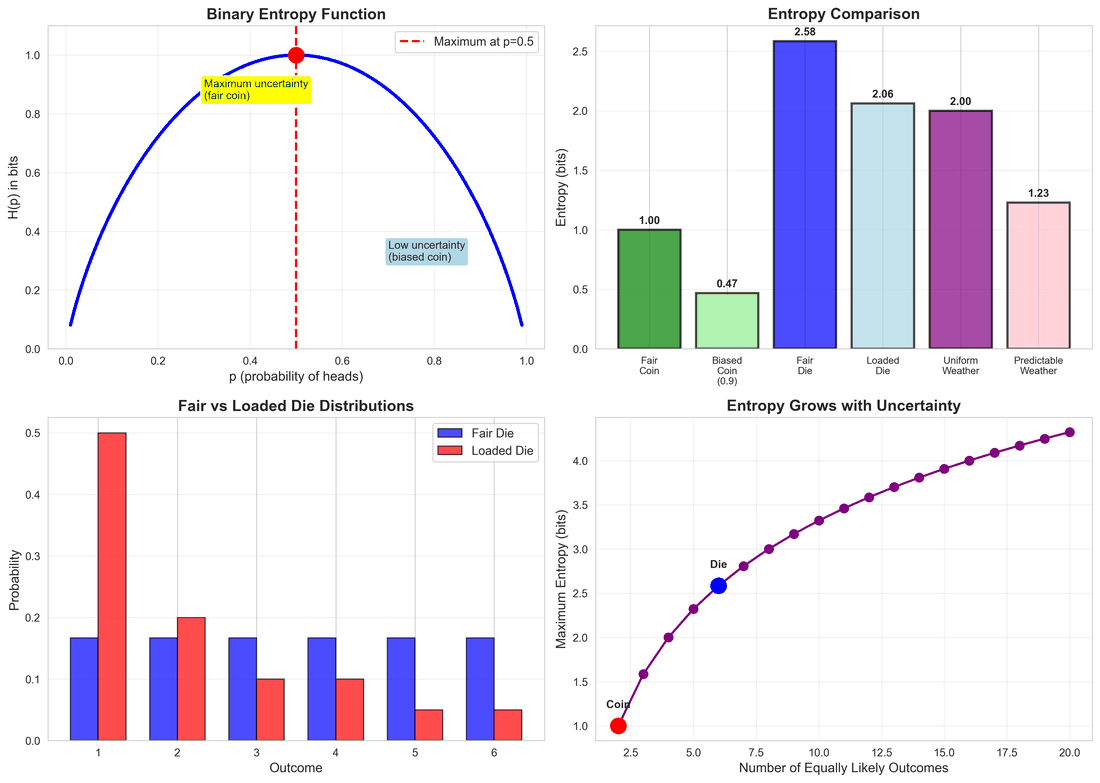 Binary Entropy Function
Maximum at p=0.5
Maximum uncertainty
(fair coin)
Low uncertainty
(biased coin)
H(p) in bits
1.0
0.8
0.6
0.4
0.2
0.0
0.0 0.2 0.4 0.6 0.8 1.0
p (probability of heads)
Entropy Comparison
Entropy (bits)
2.5
2.0
1.5
1.0
0.5
0.0
1.00
0.47
2.58
2.06
2.00
1.23
Fair
Coin
Biased
Coin
(0.9)
Fair
Die
Loaded
Die
Uniform
Weather
Predictable
Weather
Fair vs Loaded Die Distributions
Fair Die
Loaded Die
Probability
0.5
0.4
0.3
0.2
0.1
0.0
1 2 3 4 5 6
Outcome
Entropy Grows with Uncertainty
Maximum Entropy (bits)
4.0
3.5
3.0
2.5
2.0
1.5
1.0
Die
Coin
2.5 5.0 7.5 10.0 12.5 15.0 17.5 20.0
Number of Equally Likely Outcomes